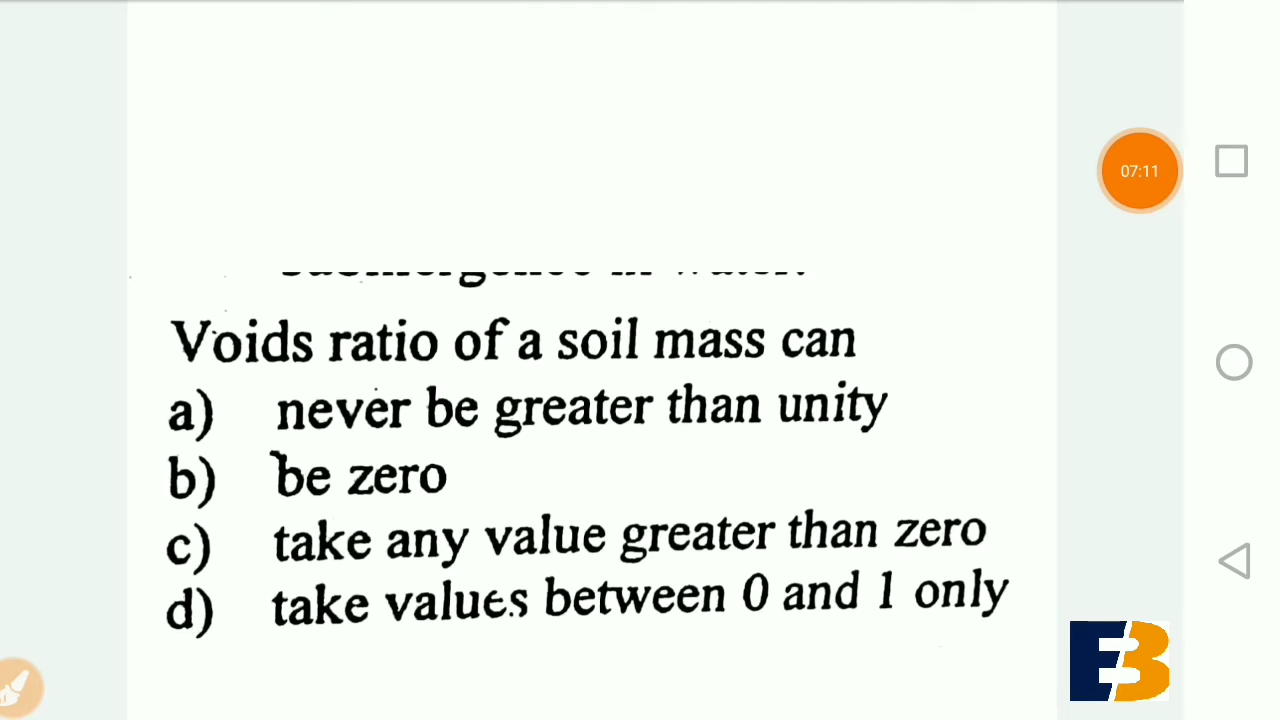 07:11
Voids ratio of a soil mass can
a) never be greater than unity
b) be zero
c) take any value greater than zero
d) take values between 0 and 1 only
EB